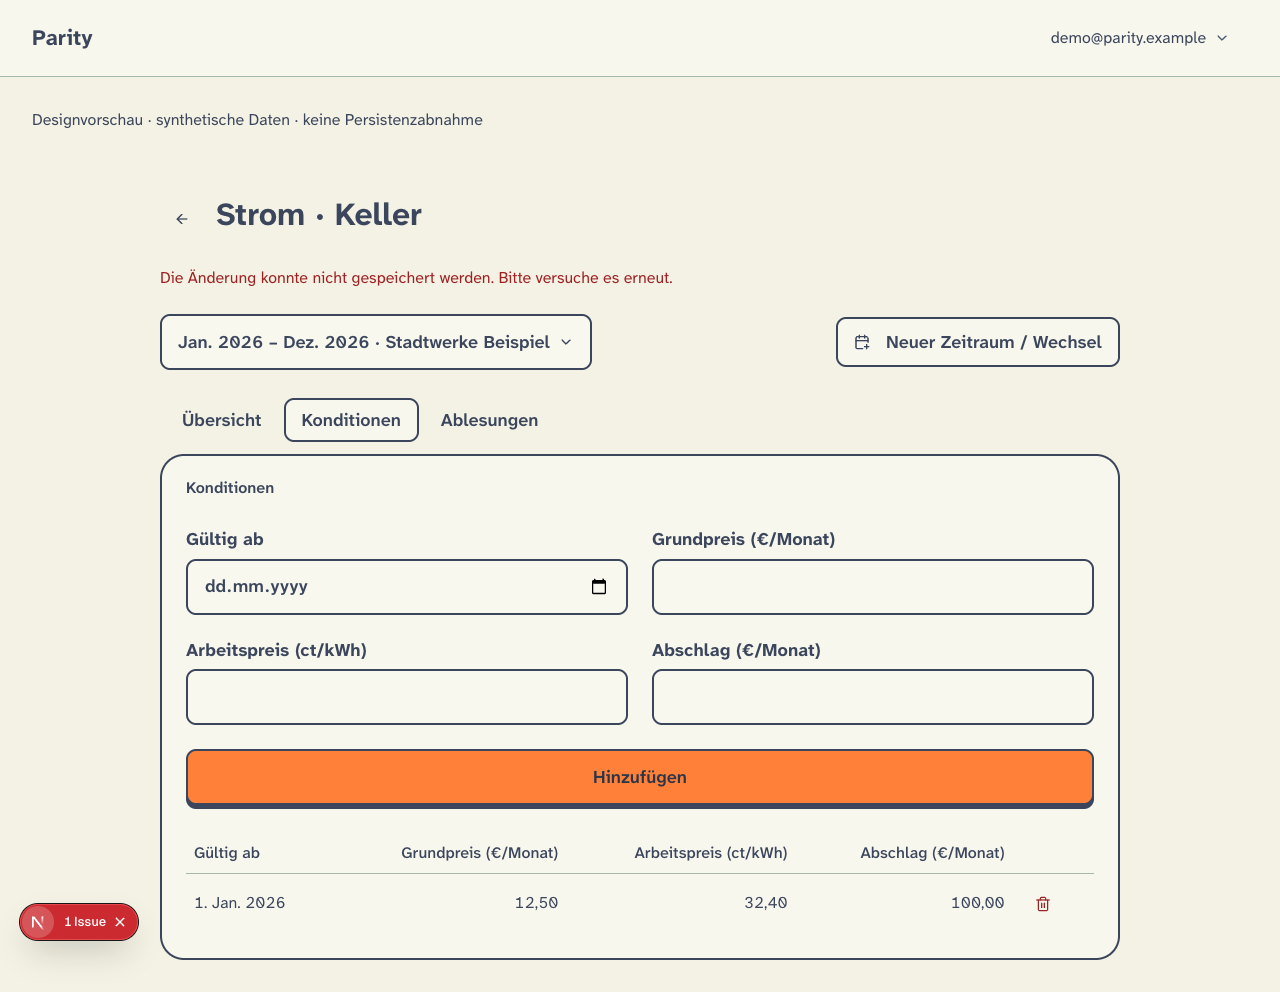 Parity
demo@parity.example
Designvorschau · synthetische Daten · keine Persistenzabnahme
Strom · Keller
Die Änderung konnte nicht gespeichert werden. Bitte versuche es erneut.
Jan. 2026 – Dez. 2026 · Stadtwerke Beispiel
Neuer Zeitraum / Wechsel
Übersicht
Konditionen
Ablesungen
Konditionen
Gültig ab
Grundpreis (€/Monat)
dd.mm.yyyy
Arbeitspreis (ct/kWh)
Abschlag (€/Monat)
Hinzufügen
Gültig ab Grundpreis (€/Monat) Arbeitspreis (ct/kWh) Abschlag (€/Monat)
1. Jan. 2026 12,50 32,40 100,00
N 1 Issue